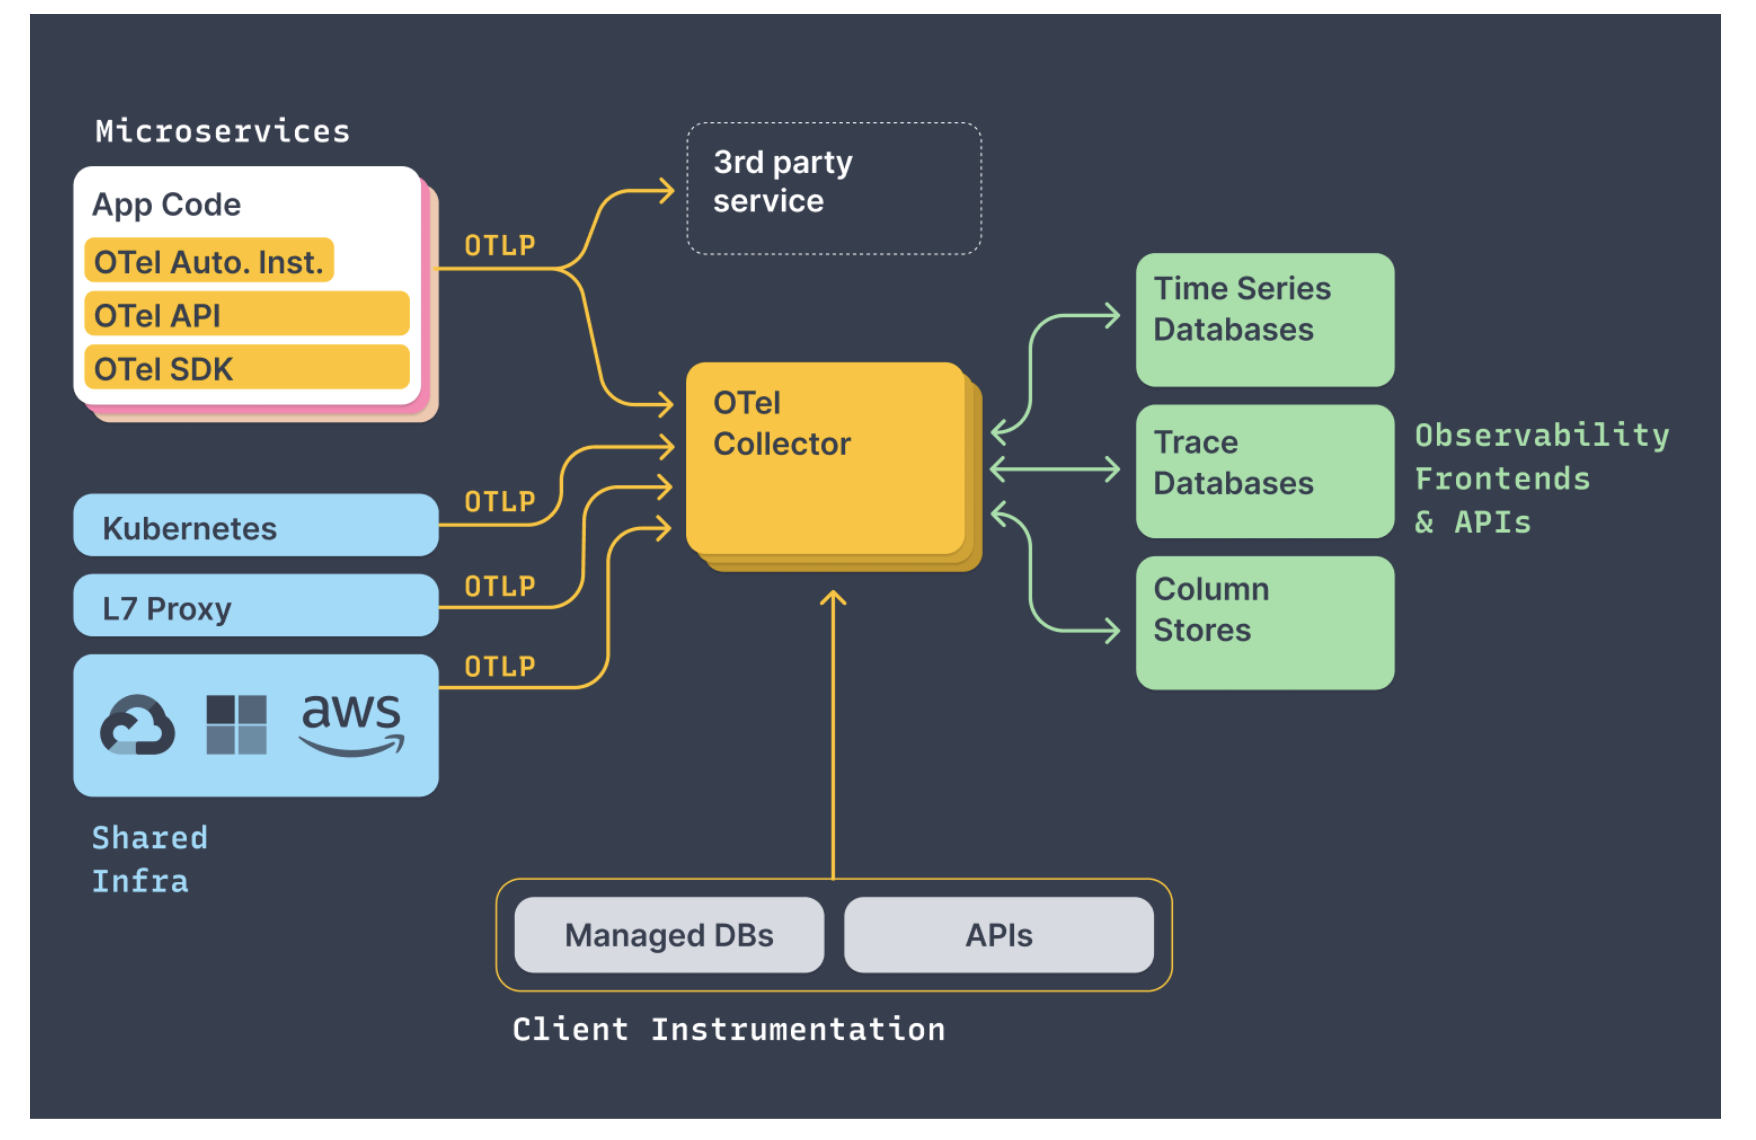 Microservices
App Code
OTel Auto. Inst.
OTel API
OTel SDK
OTLP
3rd party
service
OTel
Collector
Time Series
Databases
Trace
Databases
Column
Stores
Observability
Frontends
& APIs
Kubernetes
OTLP
L7 Proxy
OTLP
aws
OTLP
Shared
Infra
Managed DBs
APIs
Client Instrumentation